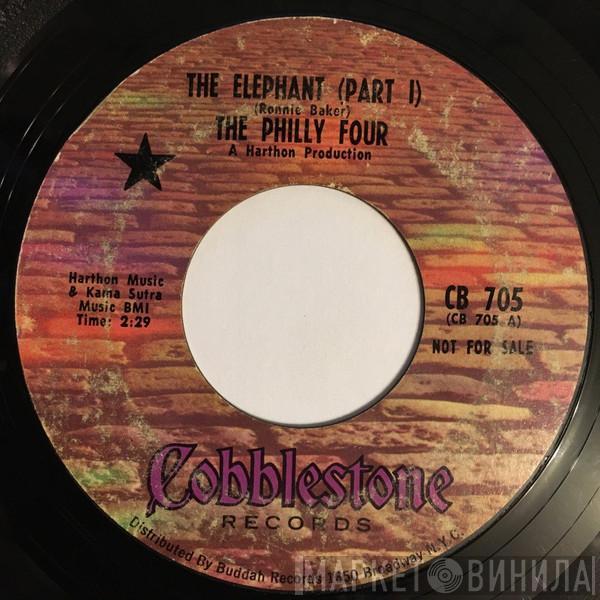 THE ELEPHANT (PART I)
(Ronnie Baker)
THE PHILLY FOUR
A Harthon Production
Harthon Music
& Kama Sutra
Music BMI
Time: 2:29
CB 705
(CB 705 A)
NOT FOR SALE
Cobblestone
RECORDS
Distributed By Buddah Records 1650 Broadway N.Y.C.
МАРКЕТ ВИНИЛА